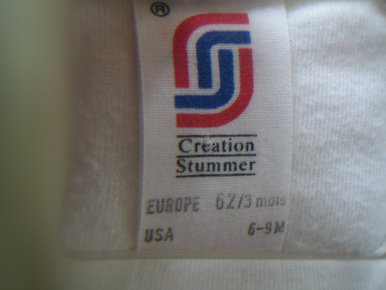 ®
Creation
Stummer
EUROPE 62/3 mois
USA 6-9M